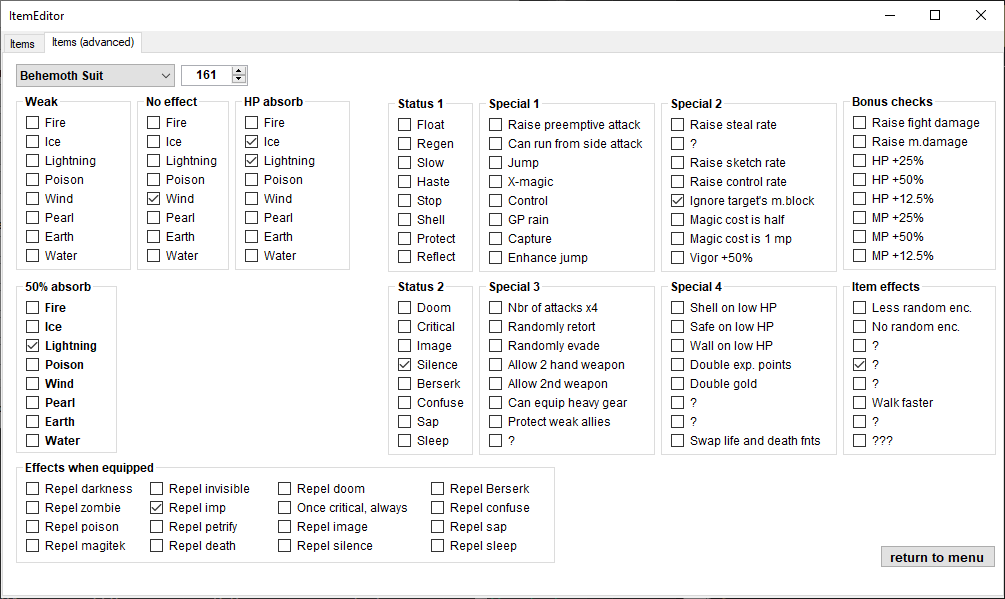 ItemEditor
Items
Items (advanced)
Behemoth Suit
161
Weak
Fire
Ice
Lightning
Poison
Wind
Pearl
Earth
Water
No effect
Fire
Ice
Lightning
Poison
Wind
Pearl
Earth
Water
HP absorb
Fire
Ice
Lightning
Poison
Wind
Pearl
Earth
Water
Status 1
Float
Regen
Slow
Haste
Stop
Shell
Protect
Reflect
Special 1
Raise preemptive attack
Can run from side attack
Jump
X-magic
Control
GP rain
Capture
Enhance jump
Special 2
Raise steal rate
?
Raise sketch rate
Raise control rate
Ignore target's m.block
Magic cost is half
Magic cost is 1 mp
Vigor +50%
Bonus checks
Raise fight damage
Raise m.damage
HP +25%
HP +50%
HP +12.5%
MP +25%
MP +50%
MP +12.5%
50% absorb
Fire
Ice
Lightning
Poison
Wind
Pearl
Earth
Water
Status 2
Doom
Critical
Image
Silence
Berserk
Confuse
Sap
Sleep
Special 3
Nbr of attacks x4
Randomly retort
Randomly evade
Allow 2 hand weapon
Allow 2nd weapon
Can equip heavy gear
Protect weak allies
?
Special 4
Shell on low HP
Safe on low HP
Wall on low HP
Double exp. points
Double gold
?
?
Swap life and death fnts
Item effects
Less random enc.
No random enc.
?
?
?
Walk faster
?
???
Effects when equipped
Repel darkness
Repel zombie
Repel poison
Repel magitek
Repel invisible
Repel imp
Repel petrify
Repel death
Repel doom
Once critical, always
Repel image
Repel silence
Repel Berserk
Repel confuse
Repel sap
Repel sleep
return to menu